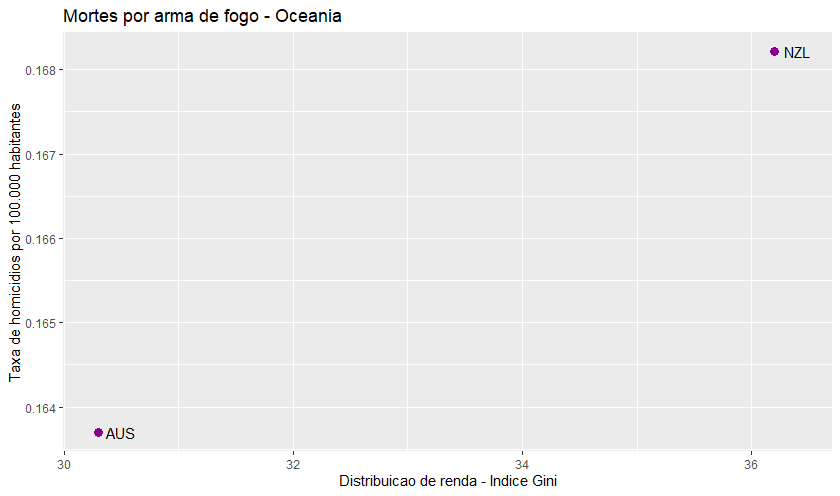 Mortes por arma de fogo - Oceania
Taxa de homicidios por 100.000 habitantes
0.168
0.167
0.166
0.165
0.164
NZL
AUS
30
32
34
36
Distribuicao de renda - Indice Gini